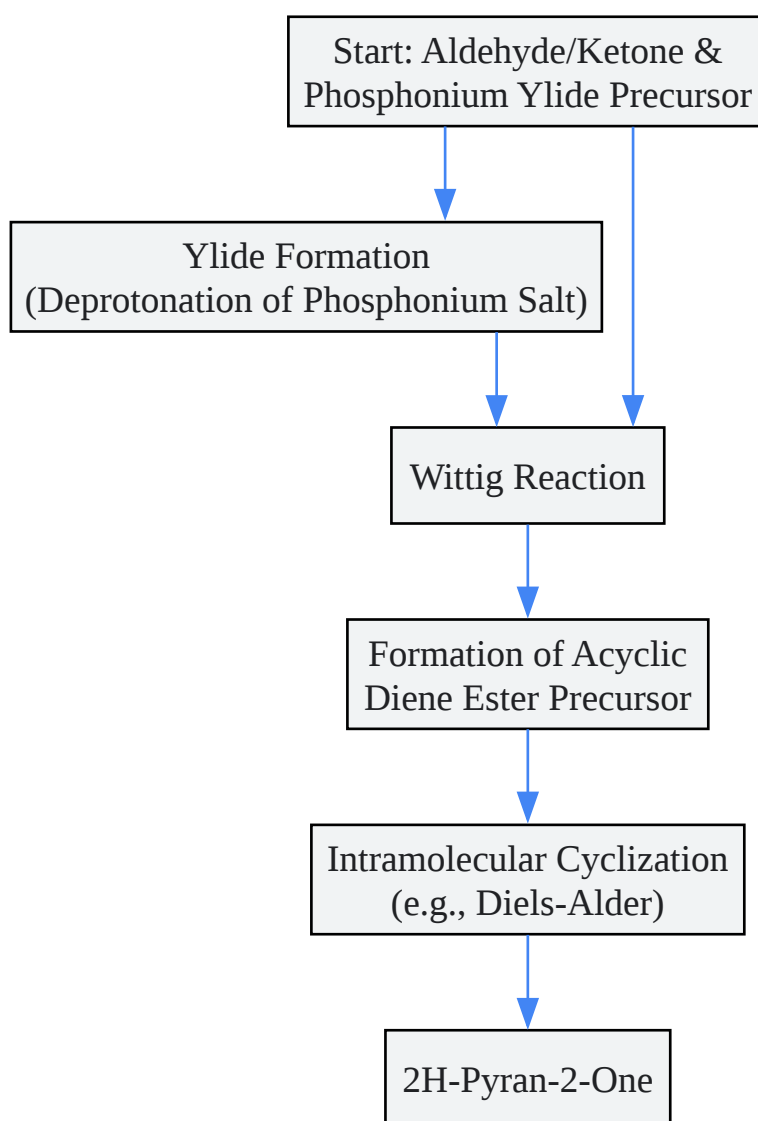 Start: Aldehyde/Ketone &
Phosphonium Ylide Precursor
Ylide Formation
(Deprotonation of Phosphonium Salt)
Wittig Reaction
Formation of Acyclic
Diene Ester Precursor
Intramolecular Cyclization
(e.g., Diels-Alder)
2H-Pyran-2-One